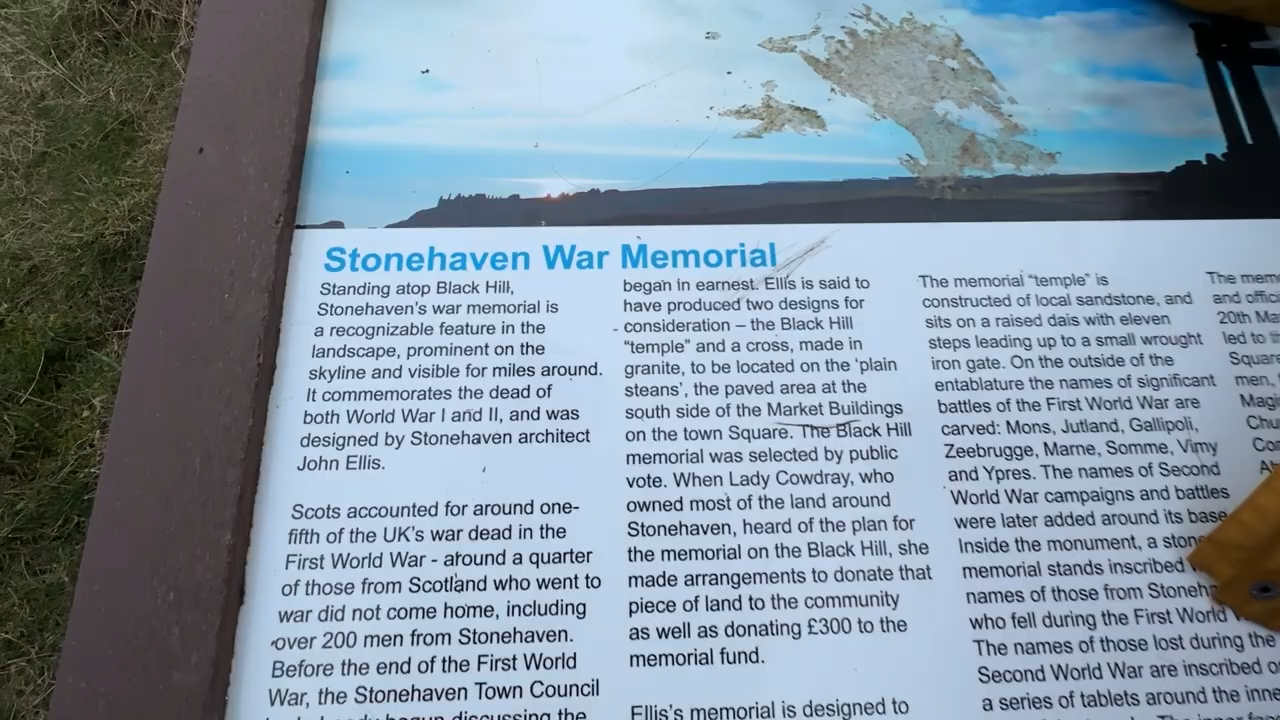 Stonehaven War Memorial
Standing atop Black Hill,
Stonehaven's war memorial is
a recognizable feature in the
landscape, prominent on the
skyline and visible for miles around.
It commemorates the dead of
both World War I and II, and was
designed by Stonehaven architect
John Ellis.
Scots accounted for around one-
fifth of the UK's war dead in the
First World War - around a quarter
of those from Scotland who went to
war did not come home, including
over 200 men from Stonehaven.
Before the end of the First World
War, the Stonehaven Town Council
discussing the
began in earnest. Ellis is said to
have produced two designs for
consideration – the Black Hill
“temple” and a cross, made in
granite, to be located on the ‘plain
steans’, the paved area at the
south side of the Market Buildings
on the town Square. The Black Hill
memorial was selected by public
vote. When Lady Cowdray, who
owned most of the land around
Stonehaven, heard of the plan for
the memorial on the Black Hill, she
made arrangements to donate that
piece of land to the community
as well as donating £300 to the
memorial fund.
Ellis's memorial is designed to
The memorial “temple” is
constructed of local sandstone, and
sits on a raised dais with eleven
steps leading up to a small wrought
iron gate. On the outside of the
entablature the names of significant
battles of the First World War are
carved: Mons, Jutland, Gallipoli,
Zeebrugge, Marne, Somme, Vimy
and Ypres. The names of Second
World War campaigns and battles
were later added around its base
Inside the monument, a stone
memorial stands inscribed
names of those from
who fell during the First World
The names of those lost during the
Second World War are inscribed
a series of tablets around the
The
and
20th
led to
men,